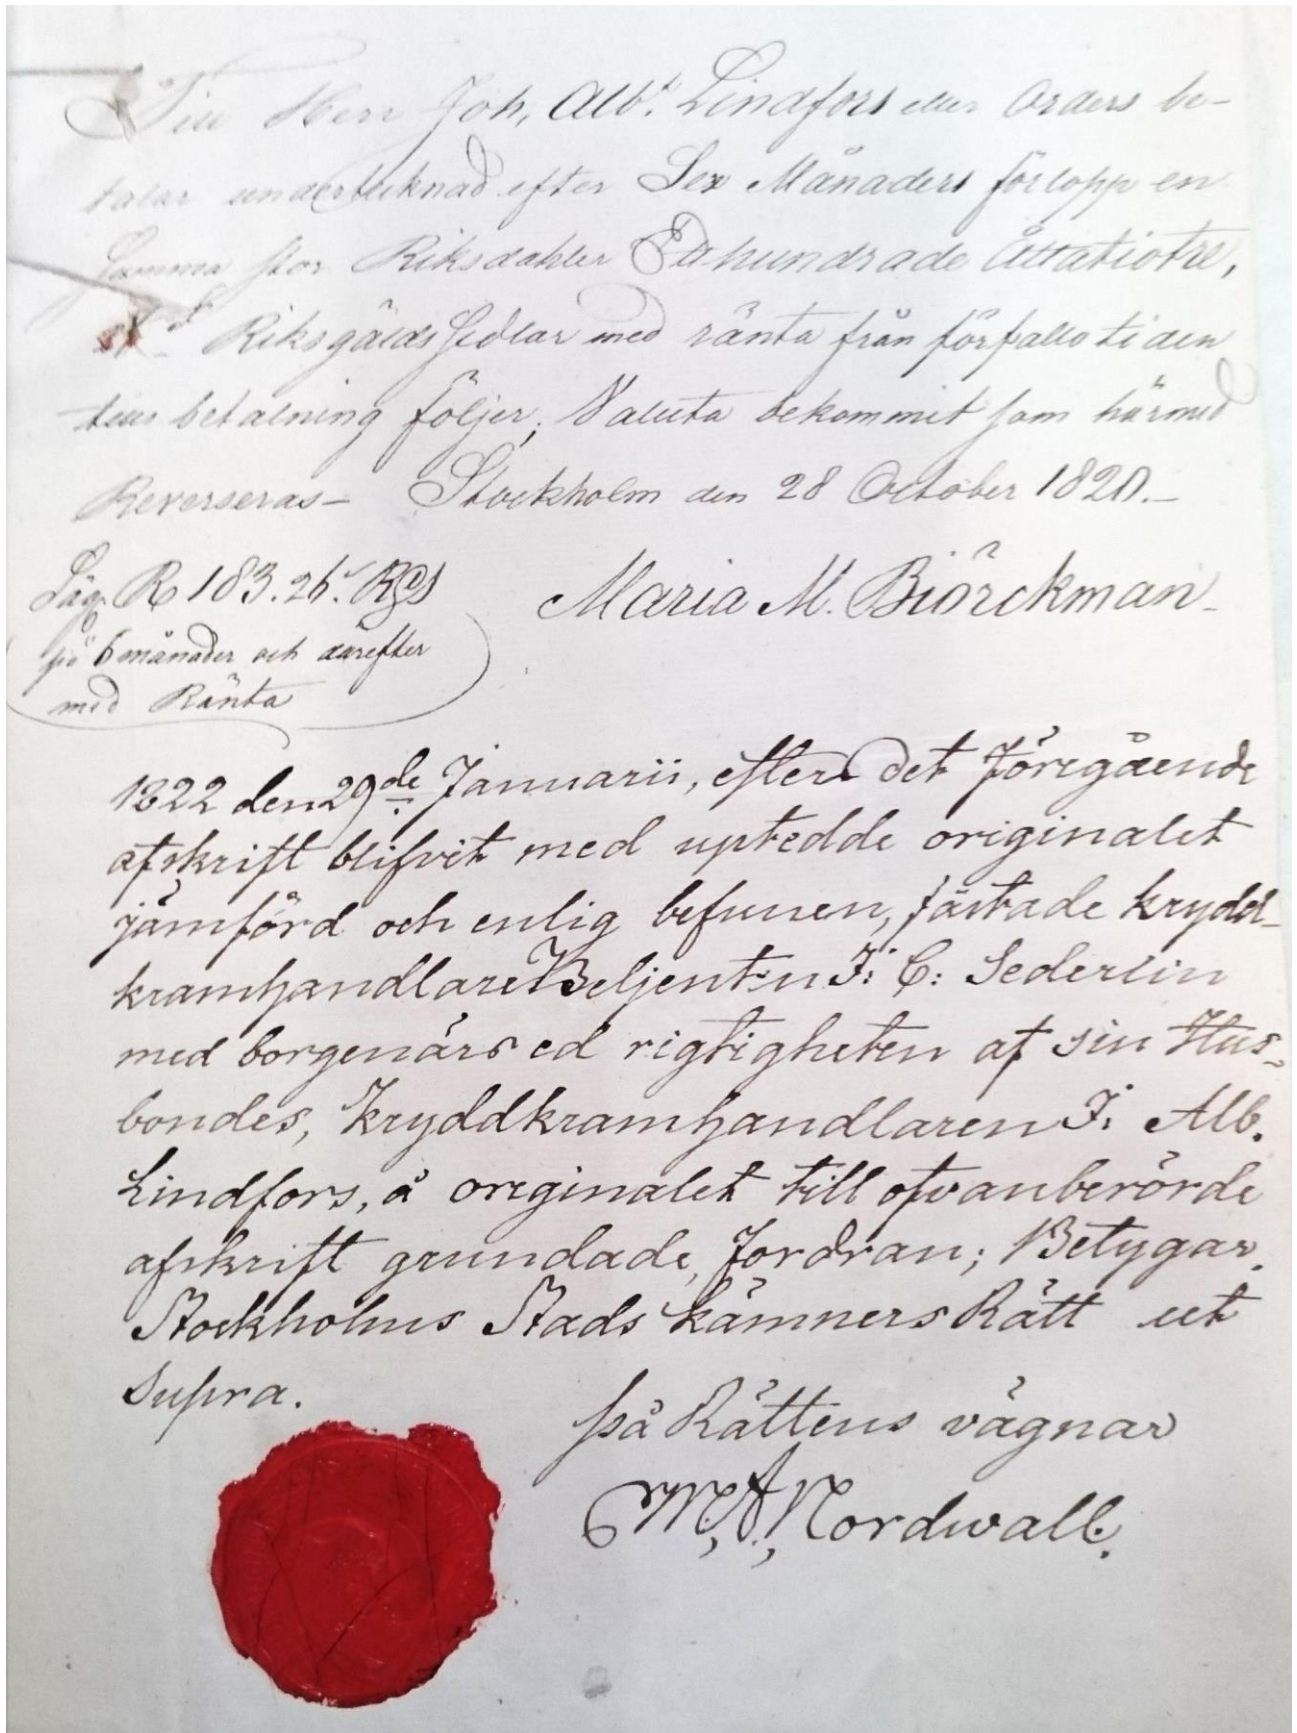 Till Herr Joh, Albt. Lindfors eller Orders be-
talar undertecknad efter Sex Månaders förlopp en
Summa stor Riksdahler Etthundrade Åttatiotre,
Riksgälds Sedlar med ränta från förfallotiden
tills betalning följer; Valuta bekommit som härmed
Reverseras- Stockholm den 28 October 1820.-
Säg R 183. 26. Rgs
på 6 månader och därefter
med Ränta
Maria M. Biörckman-
1822 den 29de Januarii, efter det föregående
afskrift blifvit med uptedde originalet
jämförd och enlig befunen, fästade krydd-
kramhandlare Betjenten J: C: Sederlin
med borgenärs ed rigtigheten af sin Hus-
bondes, Kryddkramhandlaren J: Alb.
Lindfors, å originalet till ofvanberörde
afskrift grundade, fordran; Betygar.
Stockholms Stads Kämners Rätt ut
Supra.
på Rättens vägnar
Nordwall.